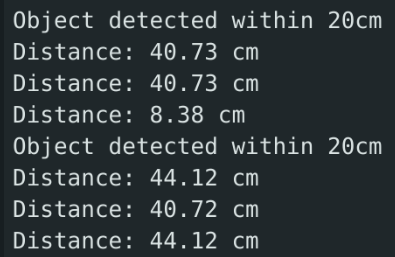 Object detected within 20cm
Distance: 40.73 cm
Distance: 40.73 cm
Distance: 8.38 cm
Object detected within 20cm
Distance: 44.12 cm
Distance: 40.72 cm
Distance: 44.12 cm